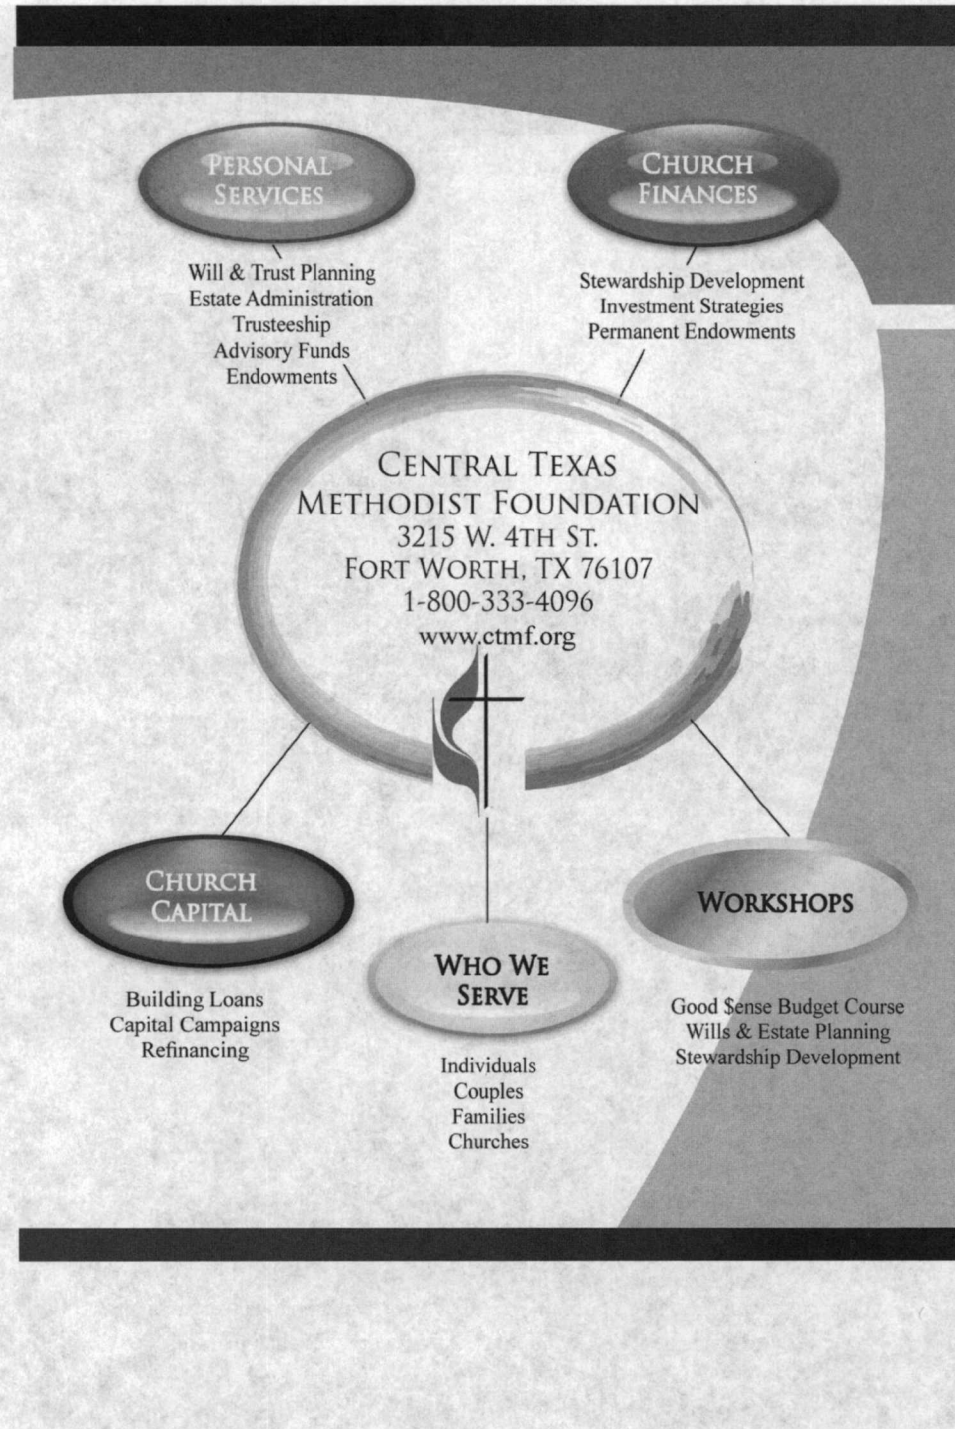 PERSONAL
SERVICES
Will & Trust Planning
Estate Administration
Trusteeship
Advisory Funds
Endowments
CHURCH
FINANCES
Stewardship Development
Investment Strategies
Permanent Endowments
CENTRAL TEXAS
METHODIST FOUNDATION
3215 W. 4TH ST.
FORT WORTH, TX 76107
1-800-333-4096
www.ctmf.org
CHURCH
CAPITAL
Building Loans
Capital Campaigns
Refinancing
WHO WE
SERVE
Individuals
Couples
Families
Churches
WORKSHOPS
Good $ense Budget Course
Wills & Estate Planning
Stewardship Development